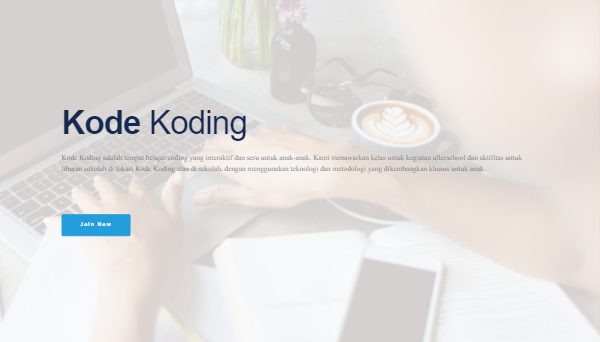 Kode Koding
Kode Koding adalah tempat belajar coding yang interaktif dan seru untuk anak-anak. Kami menawarkan kelas untuk kegiatan afterschool dan aktifitas untuk
liburan sekolah di lokasi Kode Koding atau di sekolah, dengan menggunakan teknologi dan metodologi yang dikembangkan khusus untuk anak.
Join Now